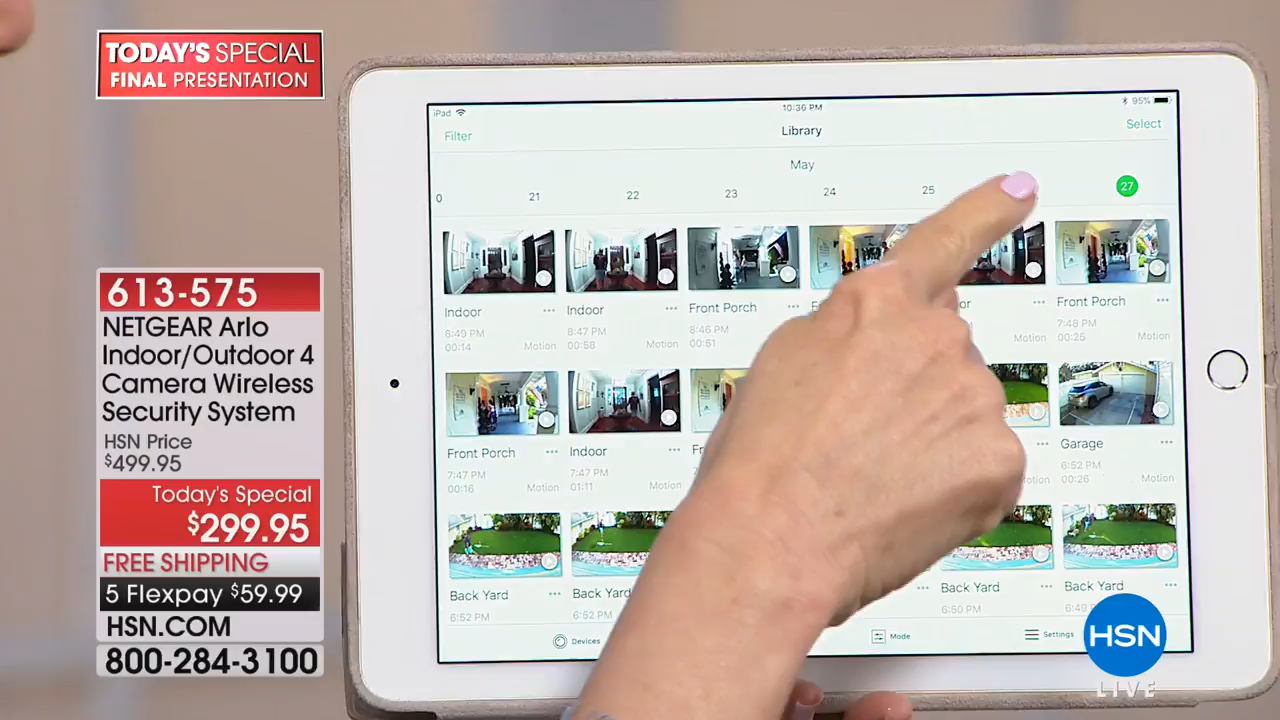 TODAY'S SPECIAL
FINAL PRESENTATION
613-575
NETGEAR Arlo
Indoor/Outdoor 4
Camera Wireless
Security System
HSN Price
$499.95
Today's Special
$299.95
FREE SHIPPING
5 Flexpay $59.99
HSN.COM
800-284-3100
iPad 10:36 PM 95%
Filter Library Select
May
0 21 22 23 24 25 27
Indoor Indoor Front Porch Front Porch
8:49 PM 8:47 PM 8:46 PM 7:48 PM
00:14 Motion 00:58 Motion 00:51 Motion 00:25 Motion
Front Porch Indoor Garage
7:47 PM 7:47 PM 6:52 PM
00:16 Motion 01:11 Motion 00:26 Motion
Back Yard Back Yard Back Yard
6:52 PM 6:52 PM 6:50 PM
Devices Mode Settings
HSN
LIVE